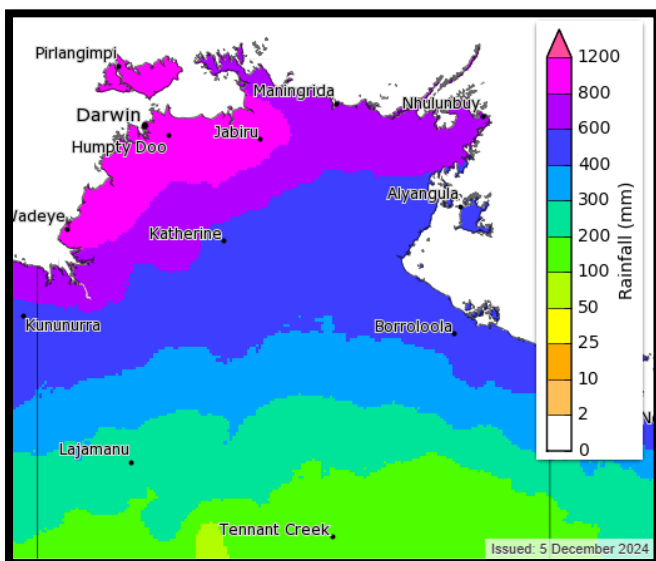 Pirlangimpi
Darwin
Humpty Doo
Jabiru
Maningrida
Nhulunbuy
Wadeye
Katherine
Alyangula
Kununurra
Borroloola
Lajamanu
Tennant Creek
1200
800
600
400
300
200
100
50
25
10
2
0
Rainfall (mm)
Issued: 5 December 2024